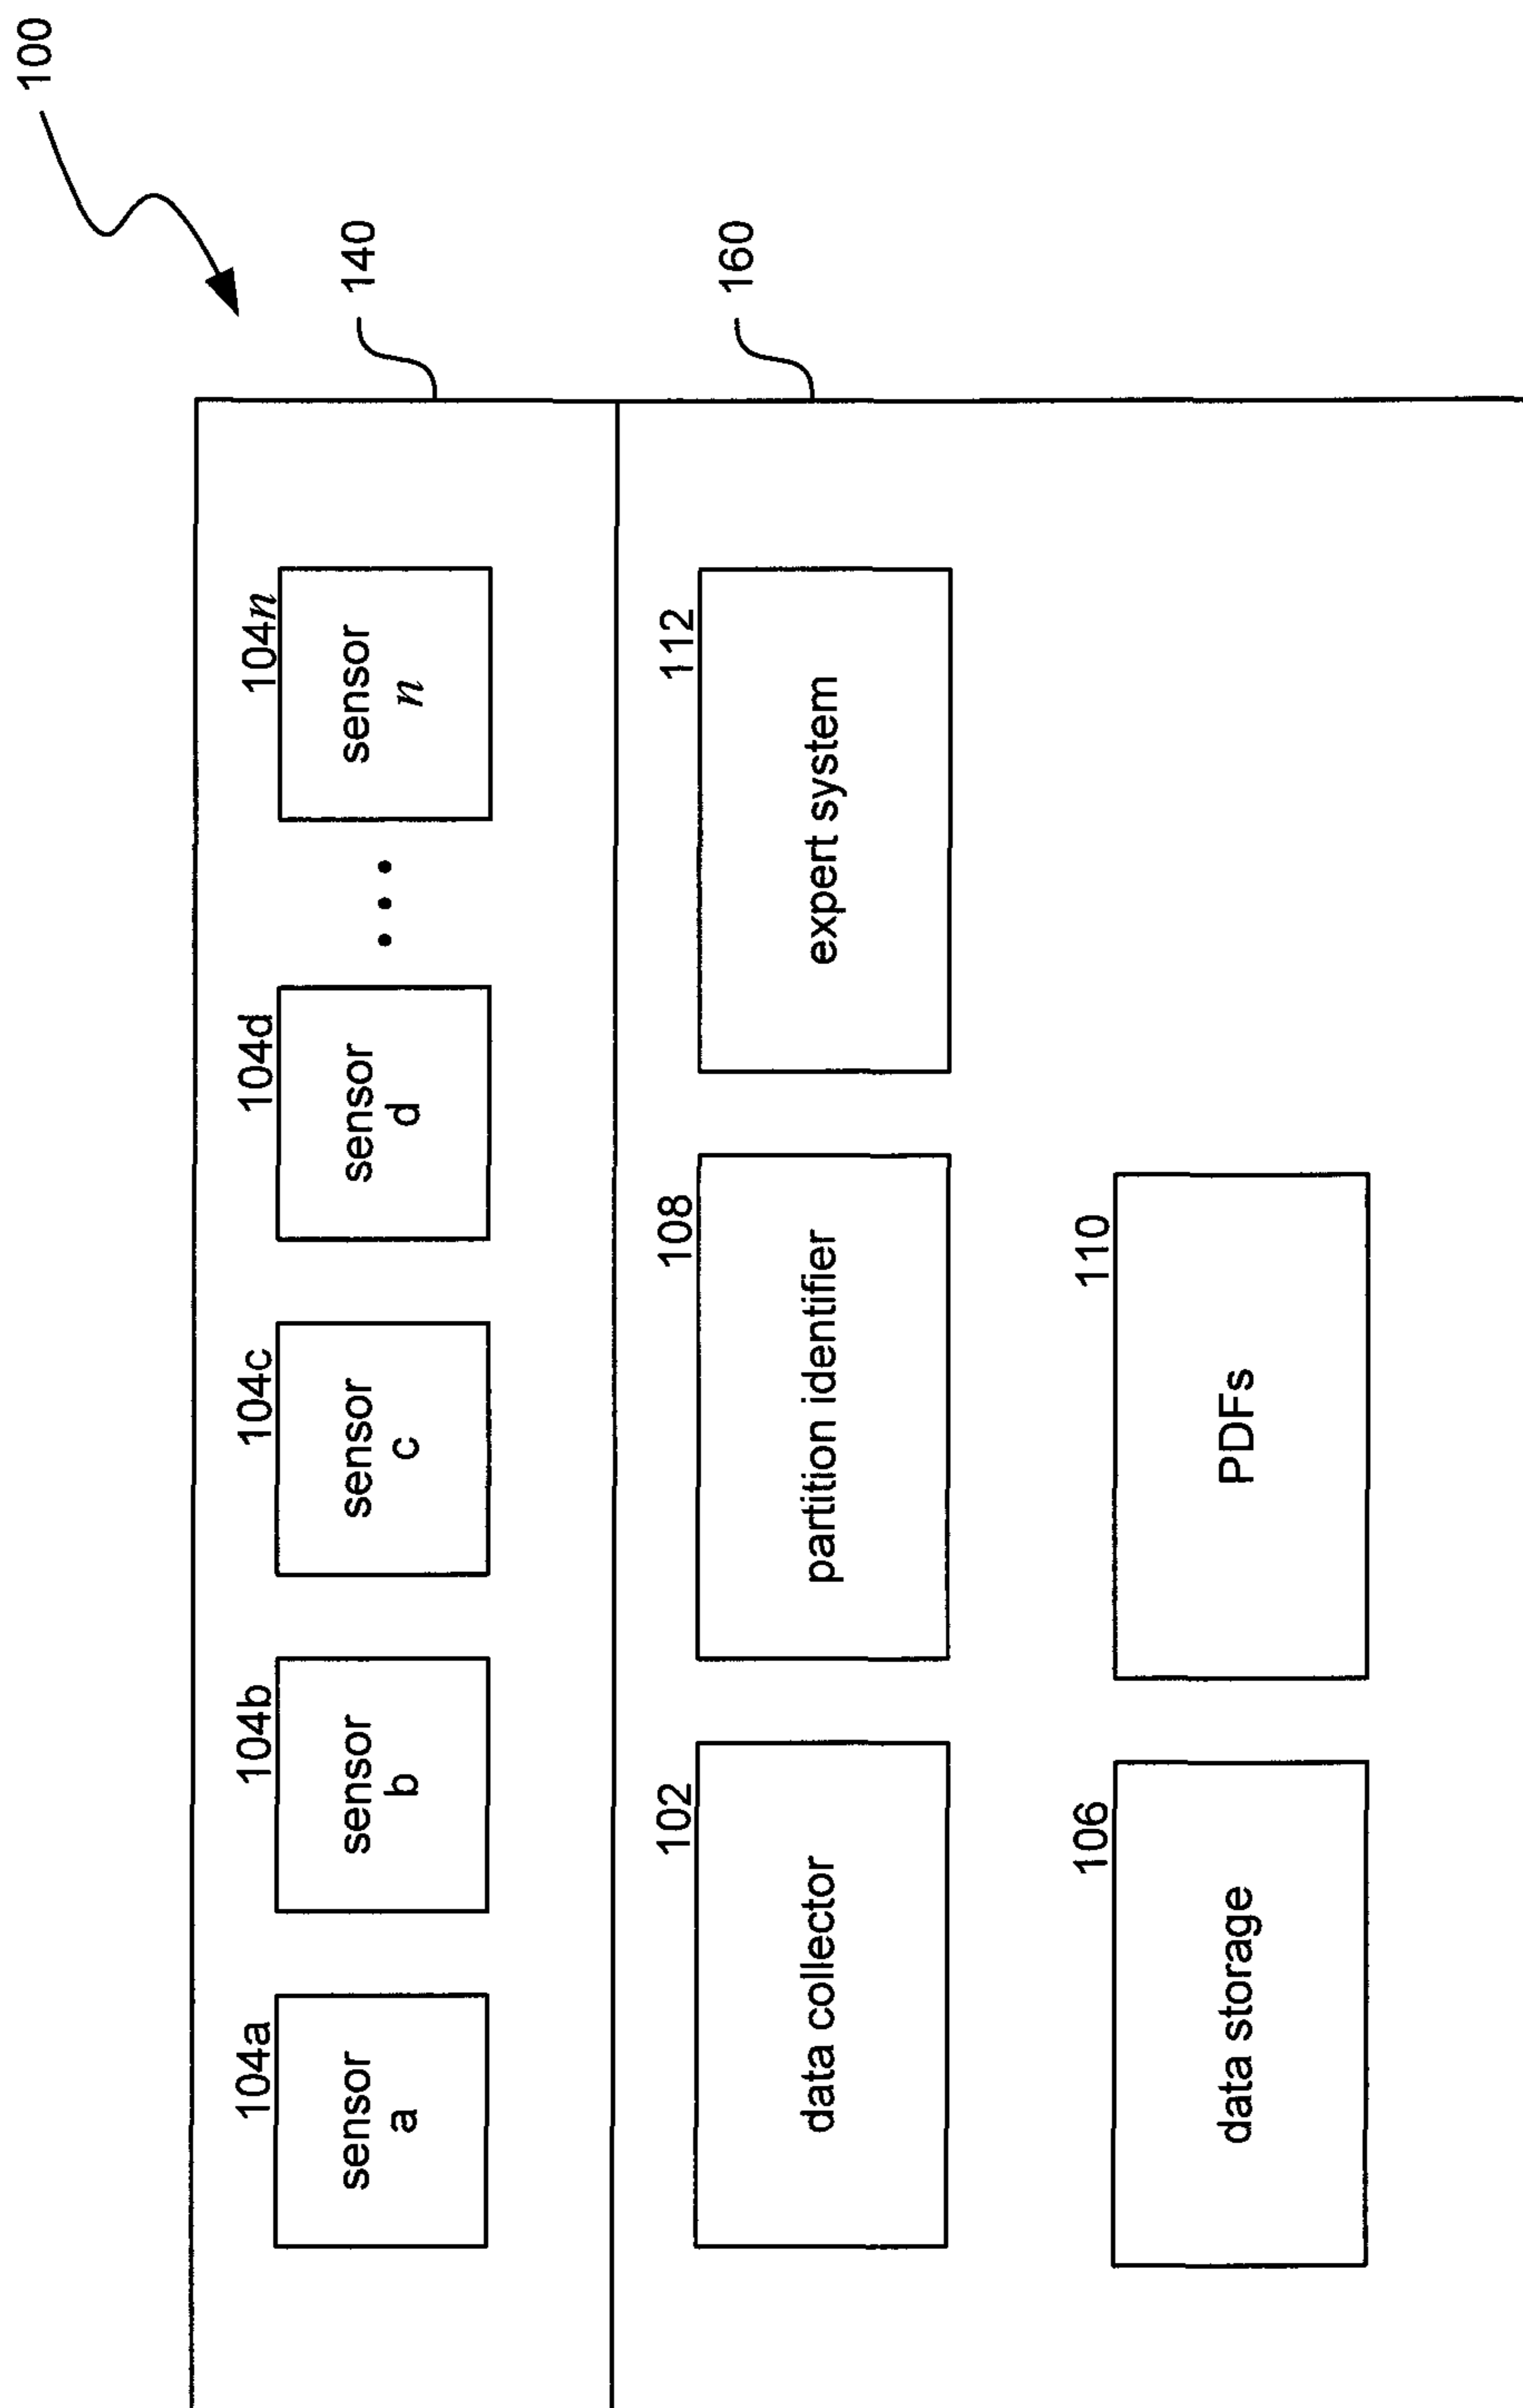 100
140
104a
104b
104c
104d
104n
sensor
a
sensor
b
sensor
c
sensor
d
• • •
sensor
n
160
102
108
112
data collector
partition identifier
expert system
106
110
data storage
PDFs